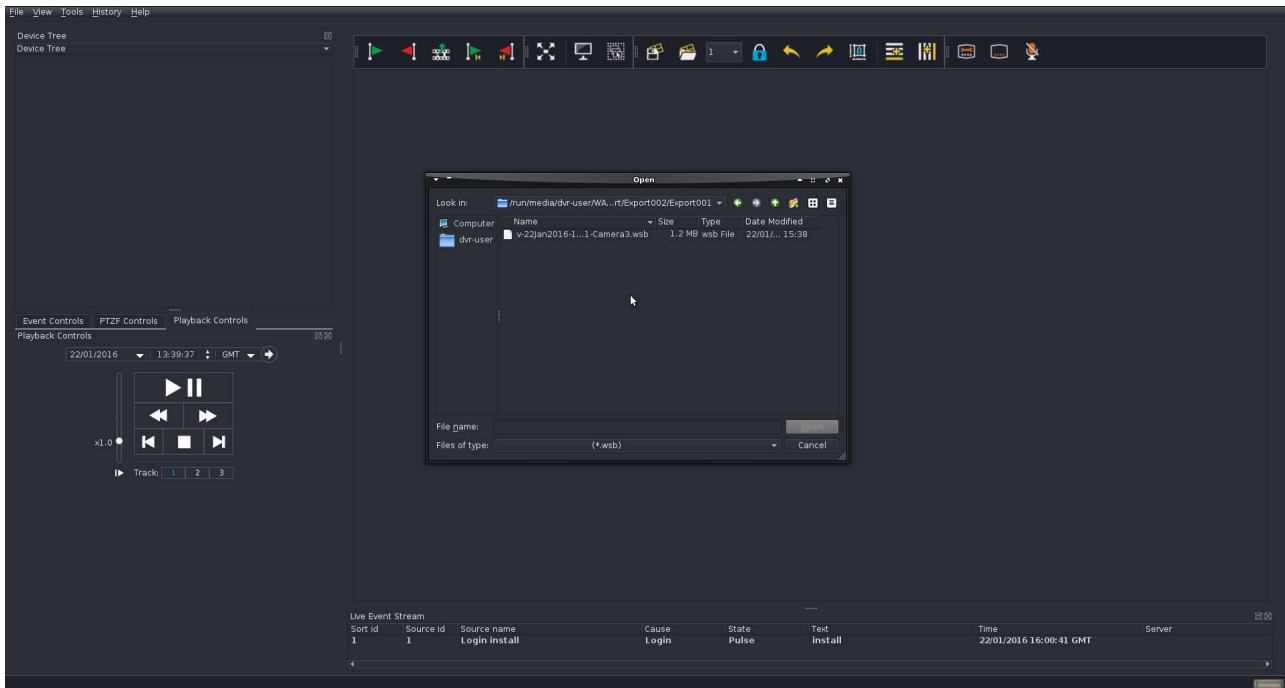 File View Tools History Help
Device Tree
Device Tree
1
Open
Look in: /run/media/dvr-user/WA...rt/Export002/Export001
Computer
dvr-user
Name Size Type Date Modified
v-22Jan2016-1...1-Camera3.wsb 1.2 MB wsb File 22/01/... 15:38
File name: Open
Files of type: (*.wsb) Cancel
Event Controls PTZF Controls Playback Controls
Playback Controls
22/01/2016 13:39:37 GMT
x1.0
Track: 1 2 3
Live Event Stream
Sort id Source id Source name Cause State Text Time Server
1 1 Login install Login Pulse install 22/01/2016 16:00:41 GMT